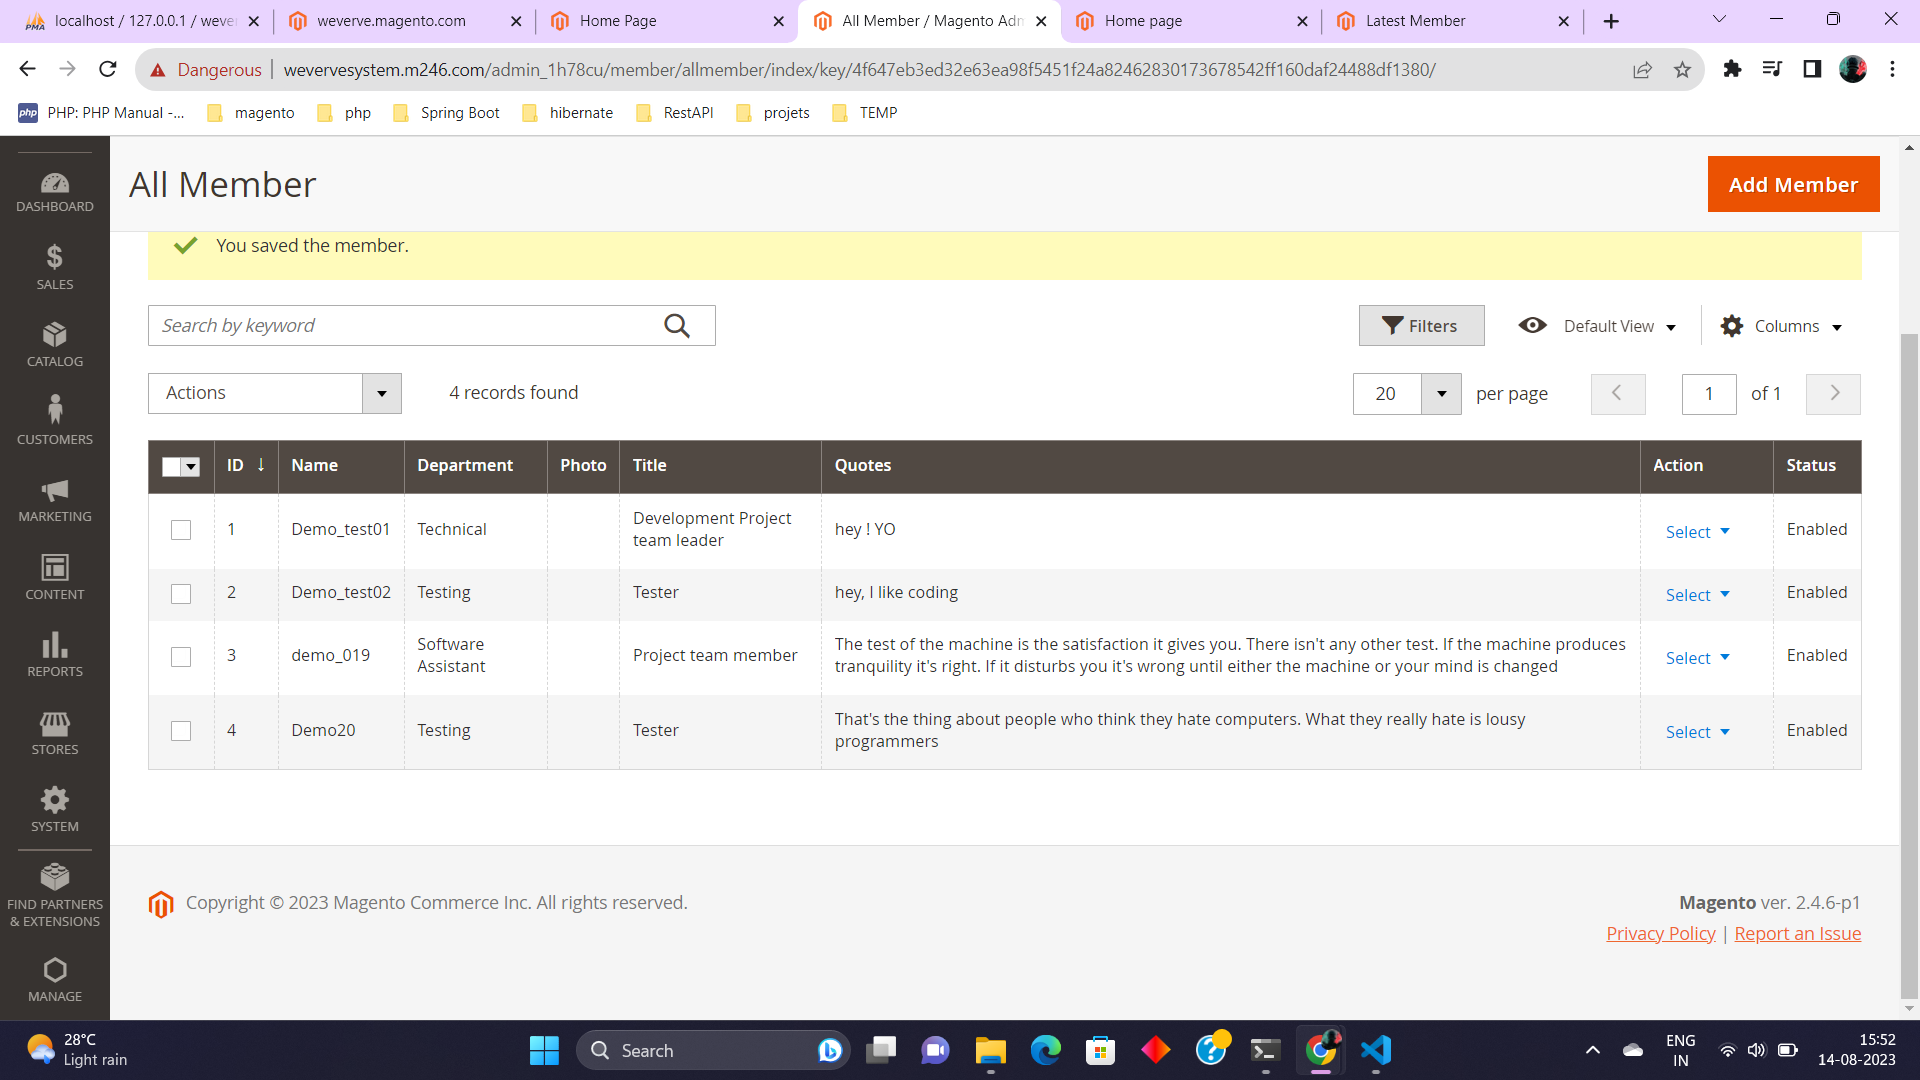 localhost / 127.0.0.1 / wever
weverve.magento.com
Home Page
All Member / Magento Adm
Home page
Latest Member
Dangerous
wevervesystem.m246.com/admin_1h78cu/member/allmember/index/key/4f647eb3ed32e63ea98f5451f24a82462830173678542ff160daf24488df1380/
php PHP: PHP Manual -...
magento
php
Spring Boot
hibernate
RestAPI
projets
TEMP
DASHBOARD
SALES
CATALOG
CUSTOMERS
MARKETING
CONTENT
REPORTS
STORES
SYSTEM
FIND PARTNERS
& EXTENSIONS
MANAGE
All Member
Add Member
You saved the member.
Search by keyword
Filters
Default View
Columns
Actions
4 records found
20
per page
1
of 1
ID ↓ Name Department Photo Title Quotes Action Status
1 Demo_test01 Technical Development Project team leader hey ! YO Select Enabled
2 Demo_test02 Testing Tester hey, I like coding Select Enabled
3 demo_019 Software Assistant Project team member The test of the machine is the satisfaction it gives you. There isn't any other test. If the machine produces
tranquility it's right. If it disturbs you it's wrong until either the machine or your mind is changed Select Enabled
4 Demo20 Testing Tester That's the thing about people who think they hate computers. What they really hate is lousy
programmers Select Enabled
Copyright © 2023 Magento Commerce Inc. All rights reserved.
Magento ver. 2.4.6-p1
Privacy Policy | Report an Issue
28°C
Light rain
Search
ENG
IN
15:52
14-08-2023